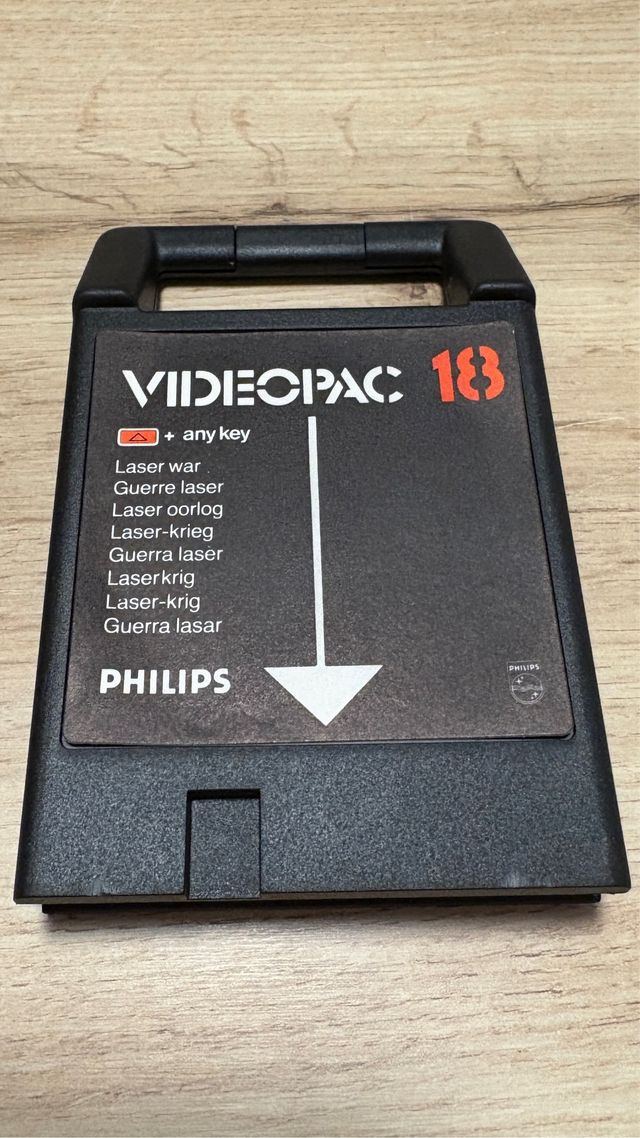 VIDEOPAC 18
+ any key
Laser war
Guerre laser
Laser oorlog
Laser-krieg
Guerra laser
Laserkrig
Laser-krig
Guerra lasar
PHILIPS
PHILIPS